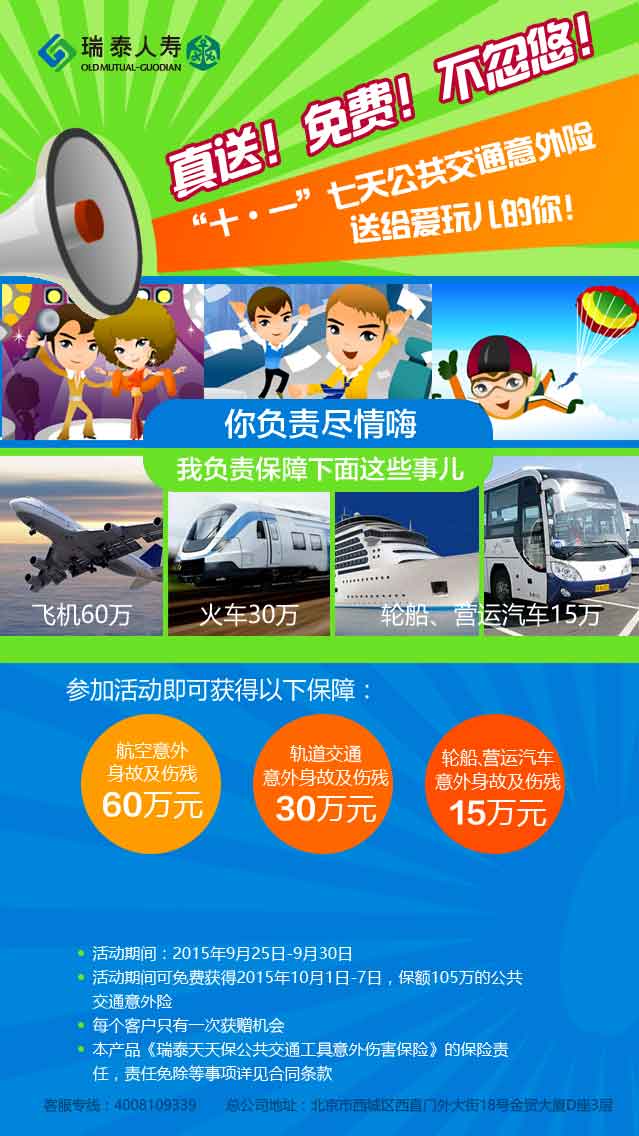 瑞泰人寿
OLDMUTUAL-GUODIAN
真送！免费！不忽悠！
“十·一”七天公共交通意外险
送给爱玩儿的你！
你负责尽情嗨
我负责保障下面这些事儿
飞机60万
火车30万
轮船、营运汽车15万
参加活动即可获得以下保障：
航空意外
身故及伤残
60万元
轨道交通
意外身故及伤残
30万元
轮船、营运汽车
意外身故及伤残
15万元
活动期间：2015年9月25日-9月30日
活动期间可免费获得2015年10月1日-7日，保额105万的公共
交通意外险
每个客户只有一次获赠机会
本产品《瑞泰天天保公共交通工具意外伤害保险》的保险责
任，责任免除等事项详见合同条款
客服专线：4008109339 总公司地址：北京市西城区西直门外大街18号金贸大厦D座3层